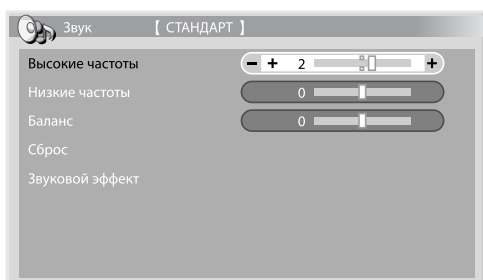 Звук 【 СТАНДАРТ 】
Высокие частоты − + 2 +
Низкие частоты 0
Баланс 0
Сброс
Звуковой эффект